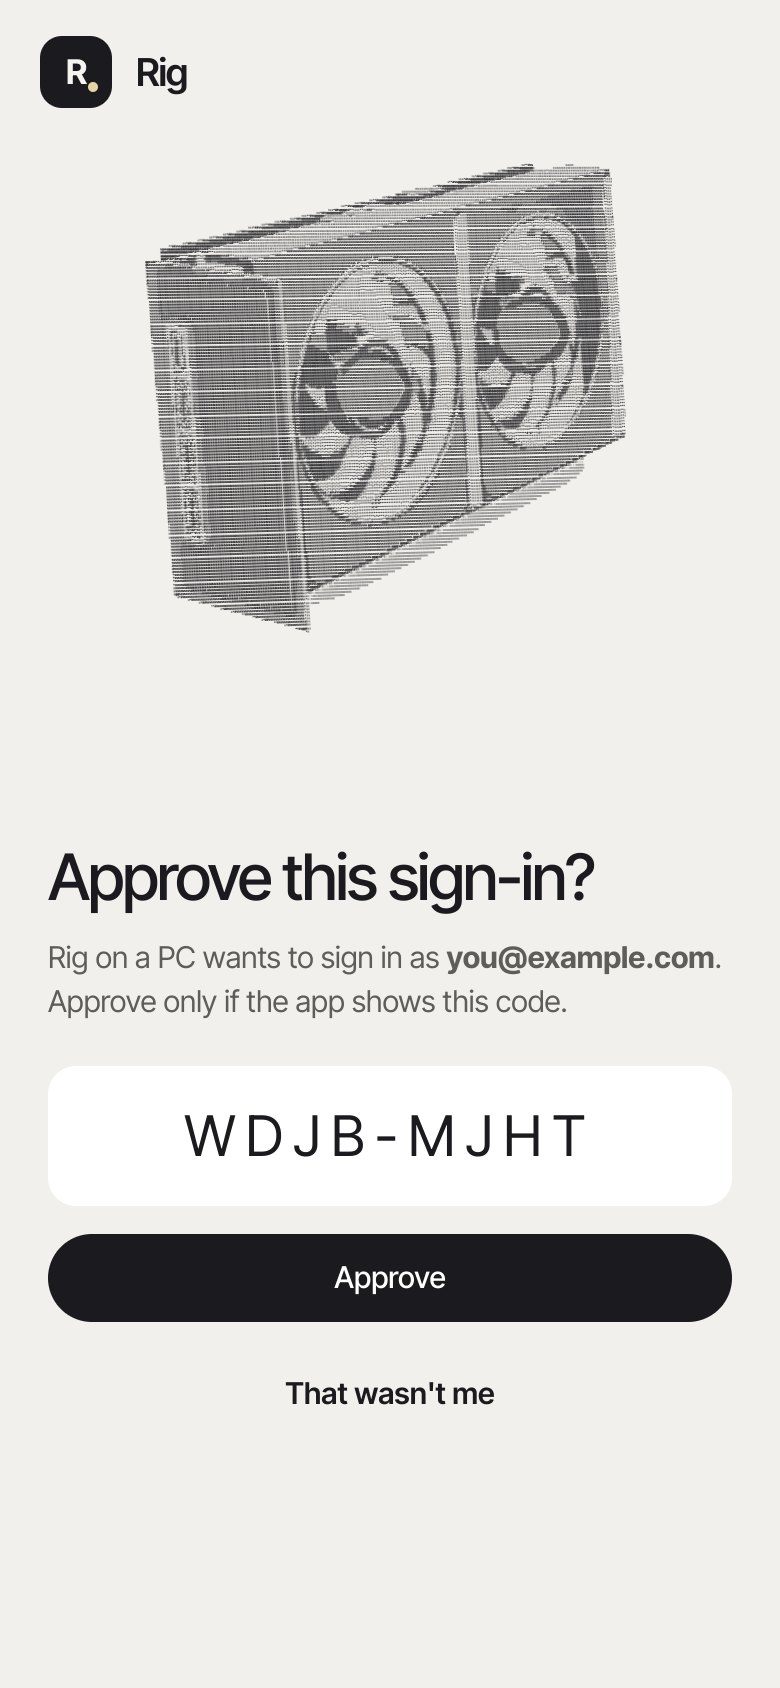 R.
Rig
Approve this sign-in?
Rig on a PC wants to sign in as you@example.com.
Approve only if the app shows this code.
WDJB-MJHT
Approve
That wasn't me